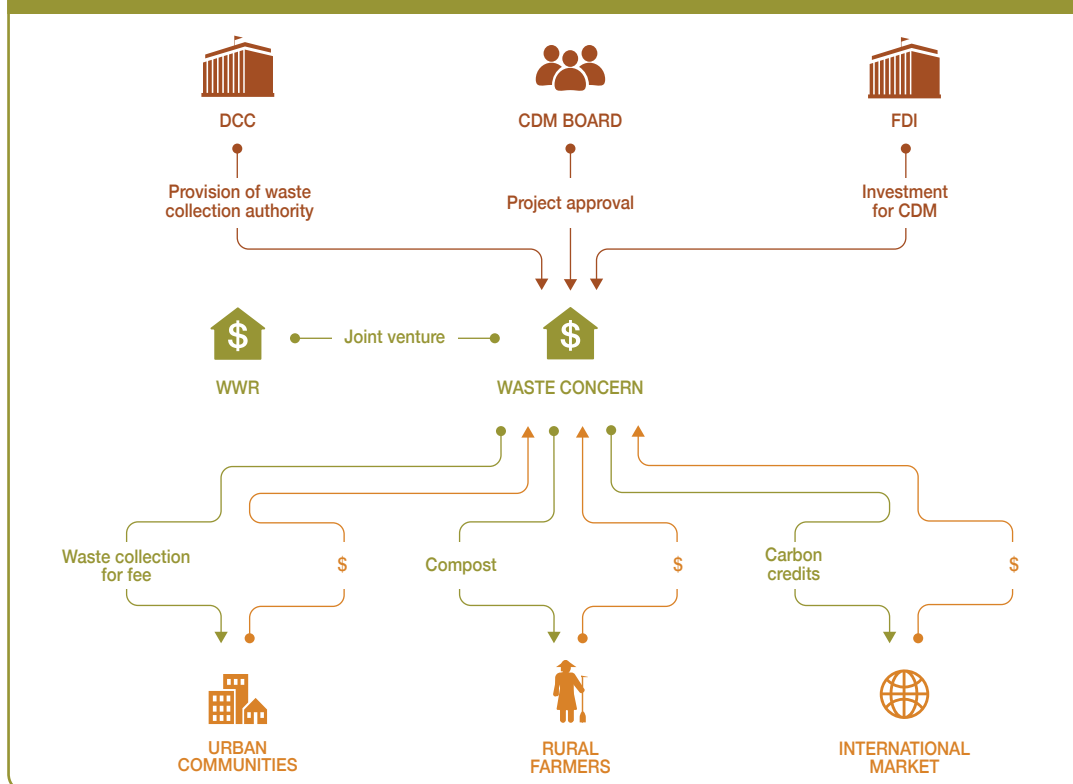 DCC
CDM BOARD
FDI
Provision of waste
collection authority
Project approval
Investment
for CDM
$
Joint venture
$
WWR
WASTE CONCERN
Waste collection
for fee
$
Compost
$
Carbon
credits
$
URBAN
COMMUNITIES
RURAL
FARMERS
INTERNATIONAL
MARKET